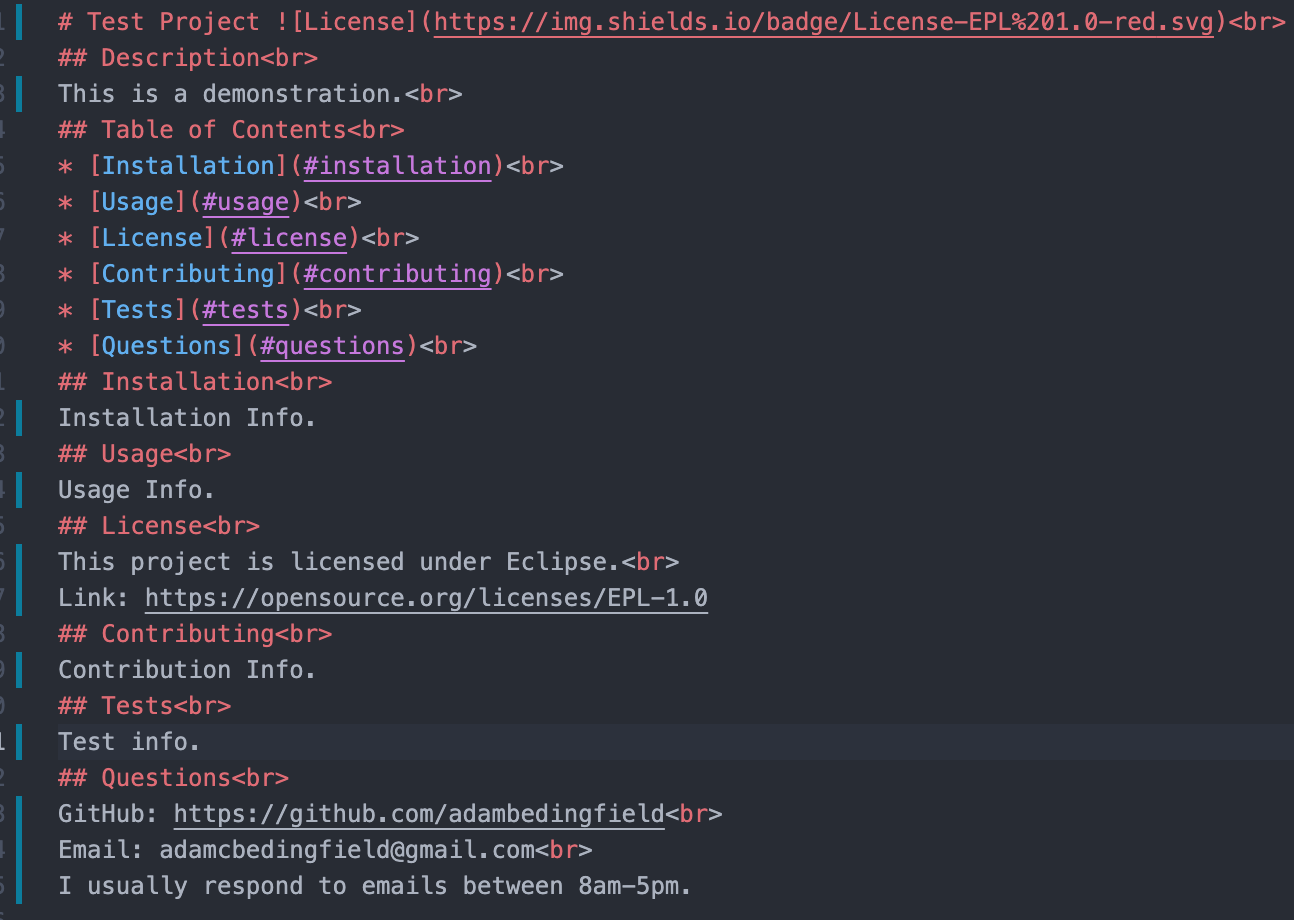 # Test Project ![License](https://img.shields.io/badge/License-EPL%201.0-red.svg)<br>
## Description<br>
This is a demonstration.<br>
## Table of Contents<br>
* [Installation](#installation)<br>
* [Usage](#usage)<br>
* [License](#license)<br>
* [Contributing](#contributing)<br>
* [Tests](#tests)<br>
* [Questions](#questions)<br>
## Installation<br>
Installation Info.
## Usage<br>
Usage Info.
## License<br>
This project is licensed under Eclipse.<br>
Link: https://opensource.org/licenses/EPL-1.0
## Contributing<br>
Contribution Info.
## Tests<br>
Test info.
## Questions<br>
GitHub: https://github.com/adambedingfield<br>
Email: adamcbedingfield@gmail.com<br>
I usually respond to emails between 8am-5pm.